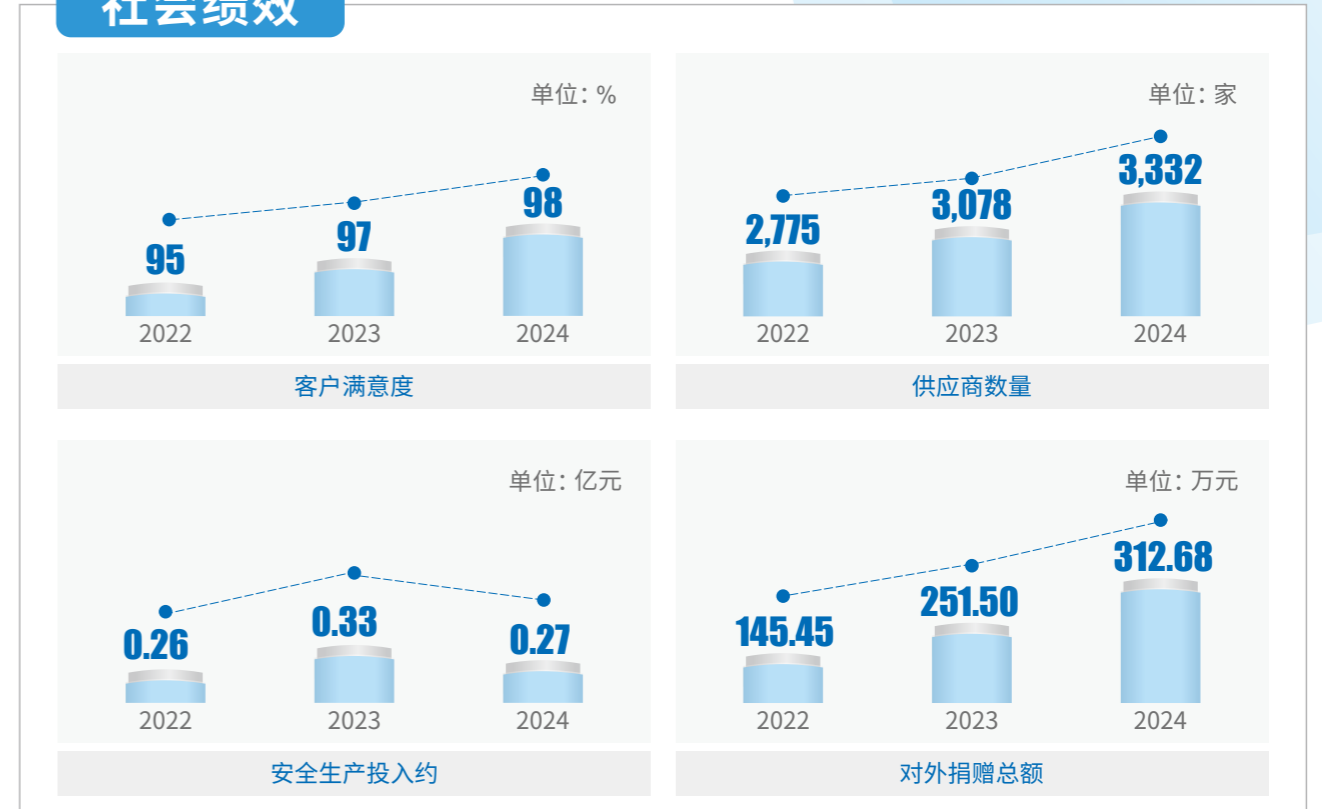 社会绩效
单位：%
95
97
98
2022
2023
2024
客户满意度
单位：家
2,775
3,078
3,332
2022
2023
2024
供应商数量
单位：亿元
0.26
0.33
0.27
2022
2023
2024
安全生产投入约
单位：万元
145.45
251.50
312.68
2022
2023
2024
对外捐赠总额